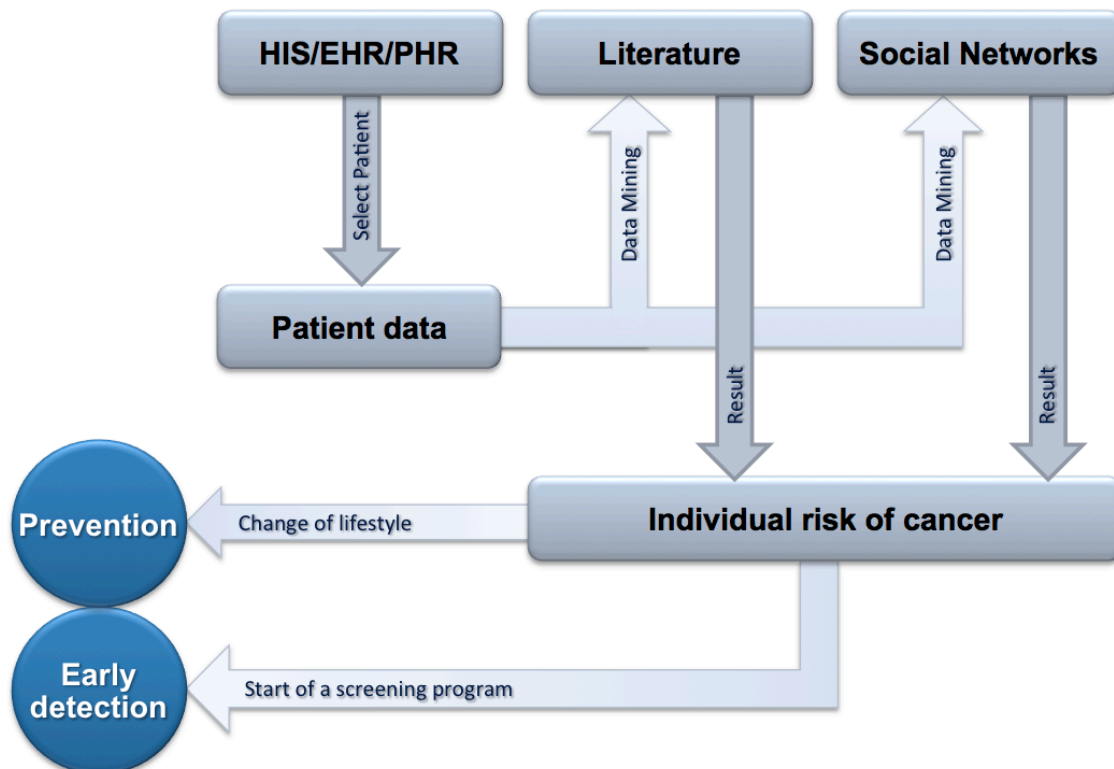 HIS/EHR/PHR
Literature
Social Networks
Select Patient
Data Mining
Data Mining
Patient data
Result
Result
Prevention
Change of lifestyle
Individual risk of cancer
Early
detection
Start of a screening program